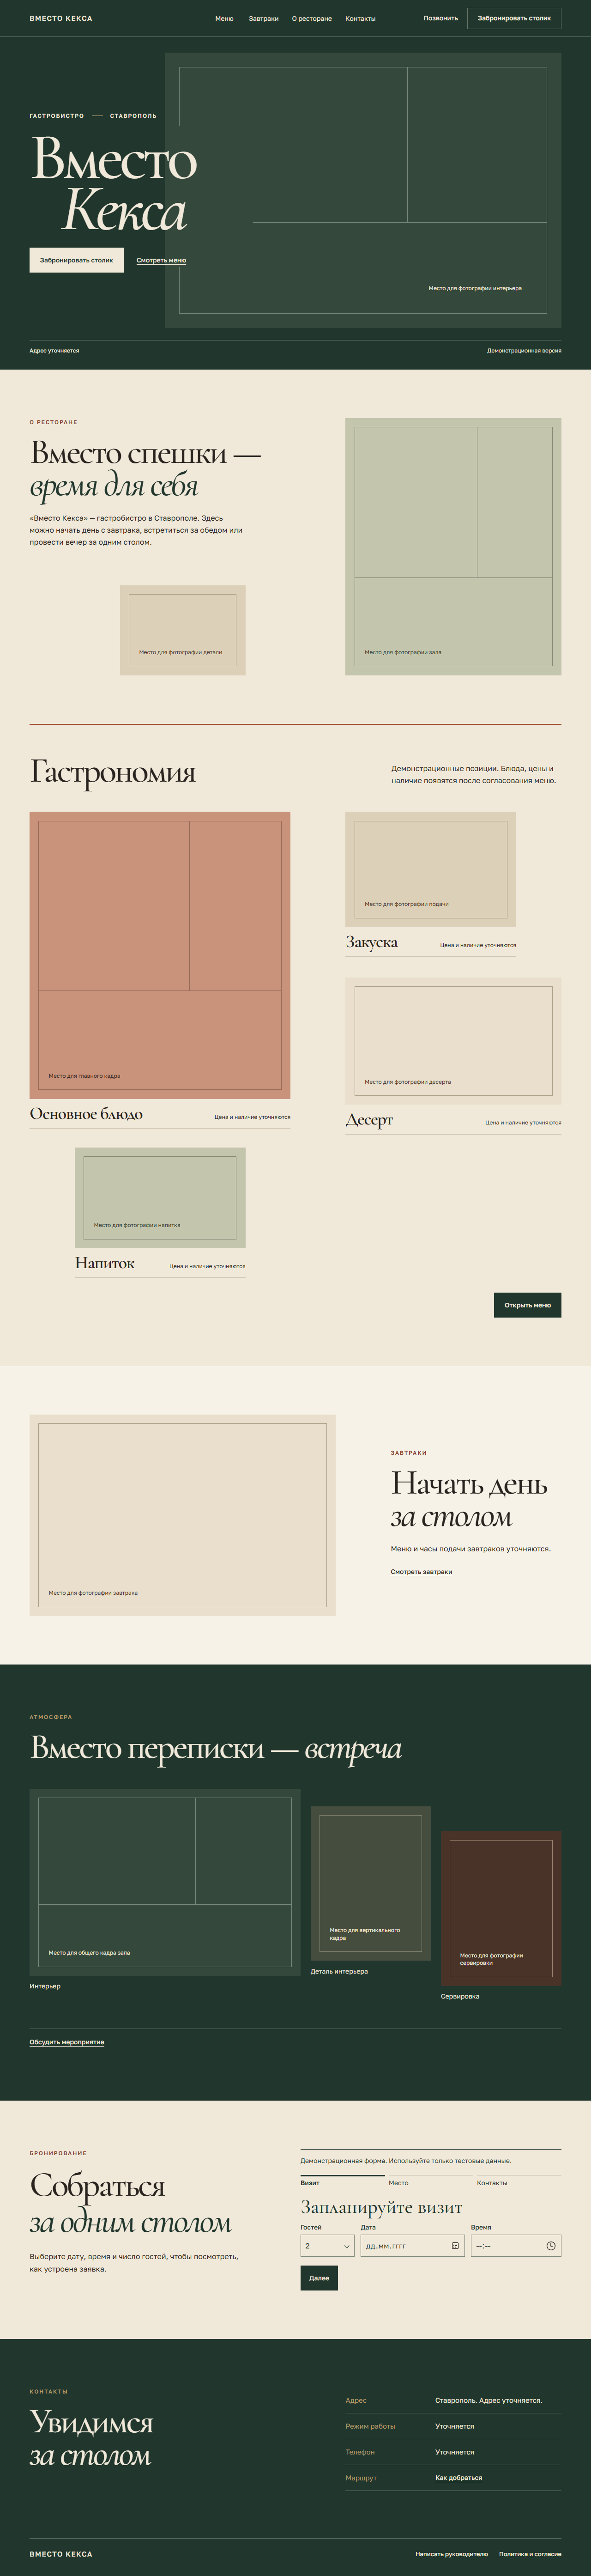 ВМЕСТО КЕКСА
Меню
Завтраки
О ресторане
Контакты
Позвонить
Забронировать столик
ГАСТРОБИСТРО — СТАВРОПОЛЬ
Вместо
Кекса
Забронировать столик
Смотреть меню
Место для фотографии интерьера
Адрес уточняется
Демонстрационная версия
О РЕСТОРАНЕ
Вместо спешки —
время для себя
«Вместо Кекса» — гастробистро в Ставрополе. Здесь
можно начать день с завтрака, встретиться за обедом или
провести вечер за одним столом.
Место для фотографии детали
Место для фотографии зала
Гастрономия
Демонстрационные позиции. Блюда, цены и
наличие появятся после согласования меню.
Место для главного кадра
Основное блюдо
Цена и наличие уточняются
Место для фотографии подачи
Закуска
Цена и наличие уточняются
Место для фотографии десерта
Десерт
Цена и наличие уточняются
Место для фотографии напитка
Напиток
Цена и наличие уточняются
Открыть меню
Место для фотографии завтрака
ЗАВТРАКИ
Начать день
за столом
Меню и часы подачи завтраков уточняются.
Смотреть завтраки
АТМОСФЕРА
Вместо переписки — встреча
Место для общего кадра зала
Интерьер
Место для вертикального
кадра
Деталь интерьера
Место для фотографии
сервировки
Сервировка
Обсудить мероприятие
БРОНИРОВАНИЕ
Собраться
за одним столом
Выберите дату, время и число гостей, чтобы посмотреть,
как устроена заявка.
Демонстрационная форма. Используйте только тестовые данные.
Визит
Место
Контакты
Запланируйте визит
Гостей
Дата
Время
2
дд.мм.гггг
--:--
Далее
КОНТАКТЫ
Увидимся
за столом
Адрес
Ставрополь. Адрес уточняется.
Режим работы
Уточняется
Телефон
Уточняется
Маршрут
Как добраться
ВМЕСТО КЕКСА
Написать руководителю
Политика и согласие